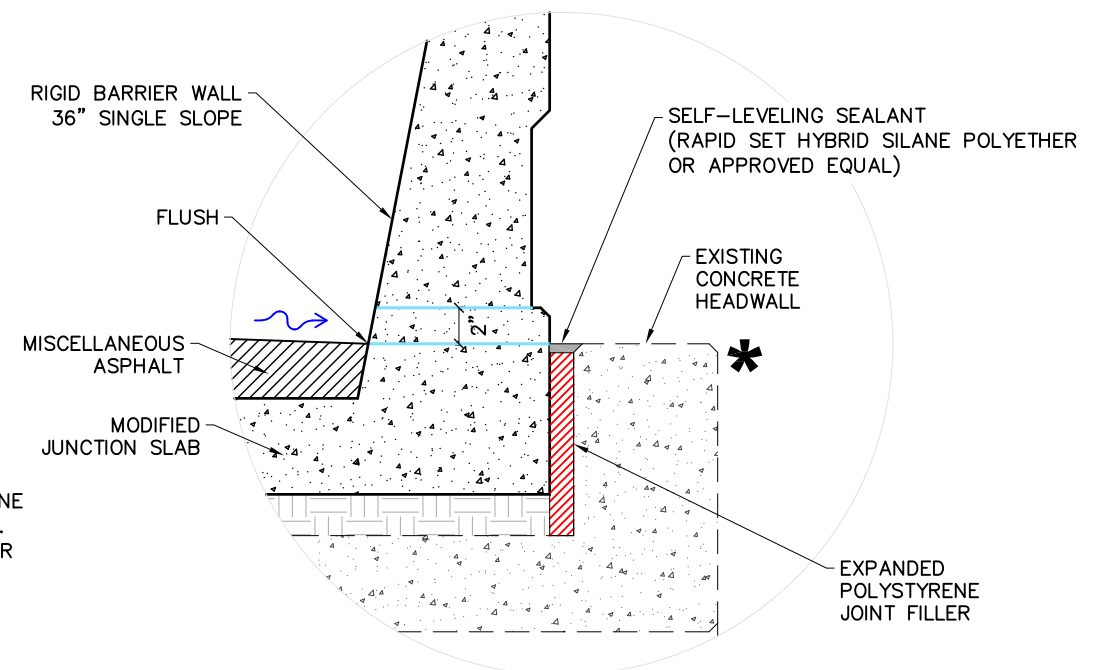 RIGID BARRIER WALL
36" SINGLE SLOPE
SELF-LEVELING SEALANT
(RAPID SET HYBRID SILANE POLYETHER
OR APPROVED EQUAL)
FLUSH
EXISTING
CONCRETE
HEADWALL
2"
MISCELLANEOUS
ASPHALT
*
MODIFIED
JUNCTION SLAB
NE
.
R
EXPANDED
POLYSTYRENE
JOINT FILLER